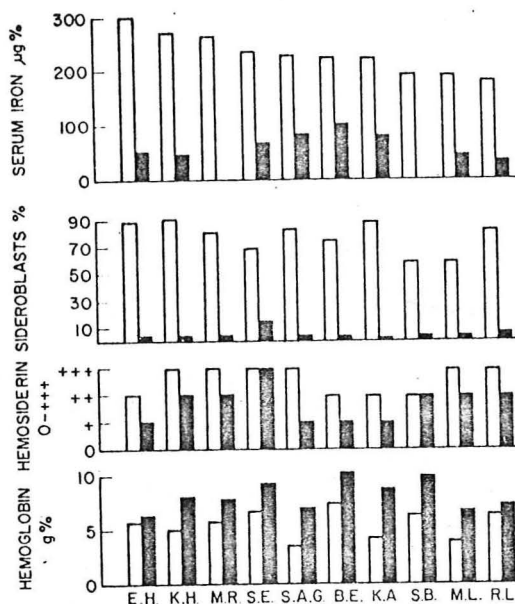 SERUM IRON µg%
300
200
100
0
SIDEROBLASTS %
90
70
50
30
10
HEMOSIDERIN
0-+++
+++
++
+
0
HEMOGLOBIN
g%
10
5
0
E.H. K.H. M.R. S.E. S.A.G. B.E. K.A S.B. M.L. R.L